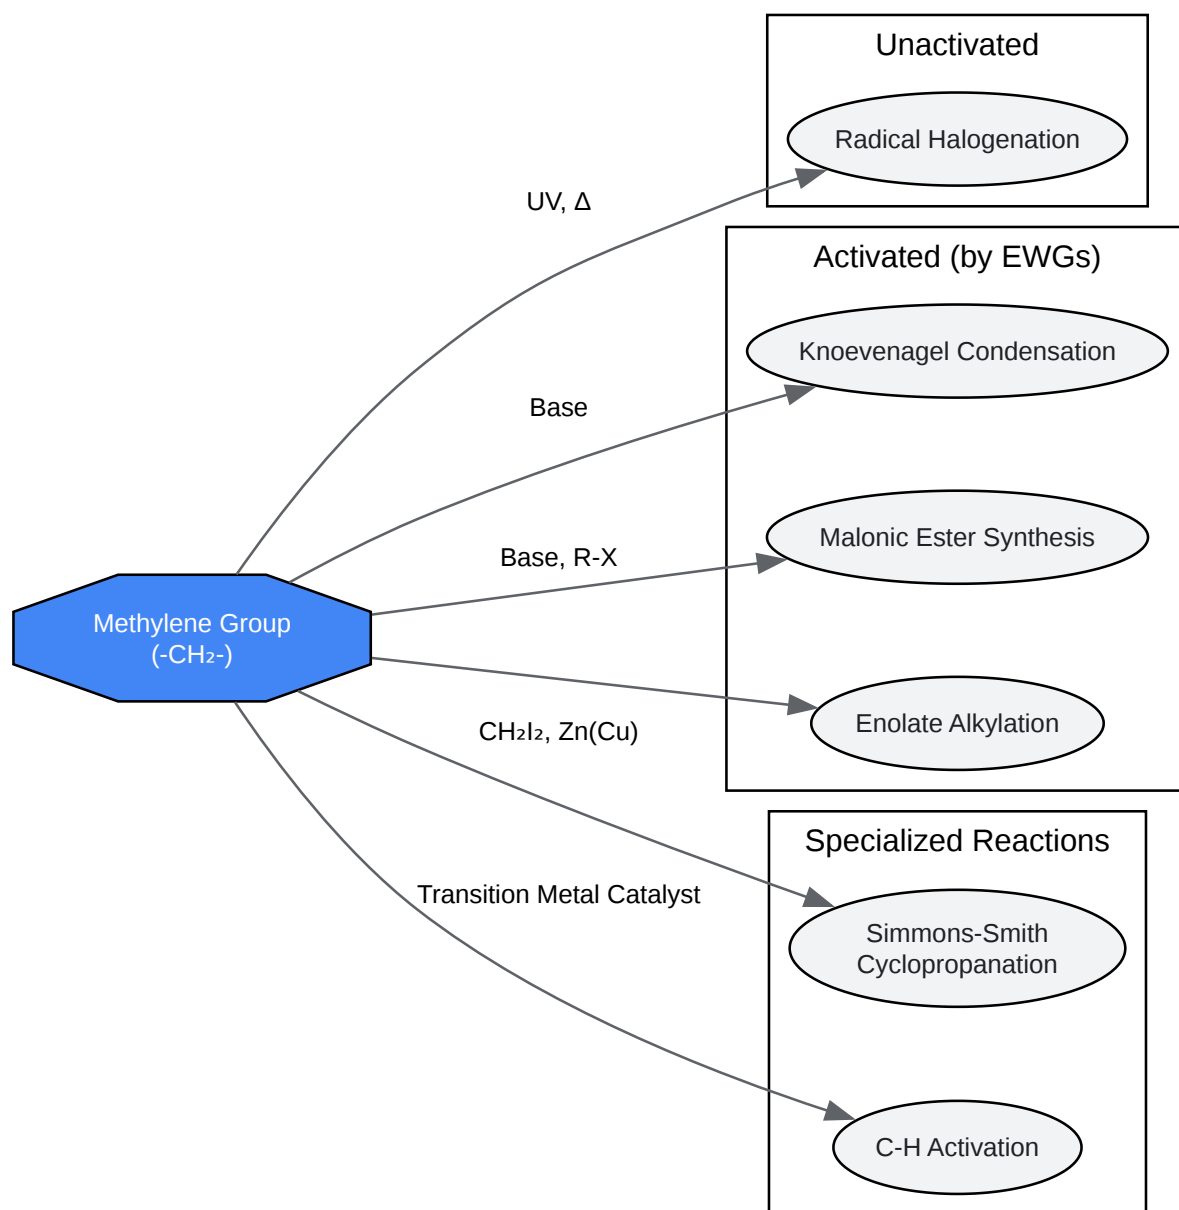 Unactivated
Radical Halogenation
UV, Δ
Activated (by EWGs)
Knoevenagel Condensation
Base
Malonic Ester Synthesis
Base, R-X
Methylene Group
(-CH₂-)
Enolate Alkylation
CH₂I₂, Zn(Cu)
Specialized Reactions
Transition Metal Catalyst
Simmons-Smith
Cyclopropanation
C-H Activation